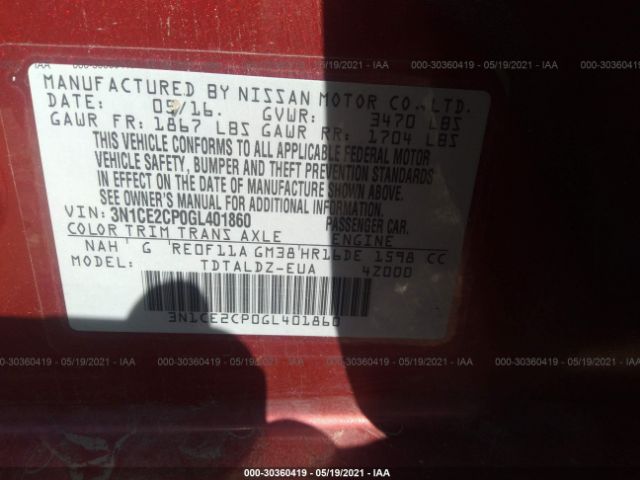 000-30360419 - 05/19/2021 - IAA 000-30360419 - 05/19/2021 - IAA
MANUFACTURED BY NISSAN MOTOR CO., LTD.
DATE: 05/16. GVWR: 3470 LBS
GAWR FR: 1867 LBS GAWR RR: 1704 LBS
THIS VEHICLE CONFORMS TO ALL APPLICABLE FEDERAL MOTOR
VEHICLE SAFETY, BUMPER AND THEFT PREVENTION STANDARDS
IN EFFECT ON THE DATE OF MANUFACTURE SHOWN ABOVE.
SEE OWNER'S MANUAL FOR ADDITIONAL INFORMATION.
VIN: 3N1CE2CP0GL401860 PASSENGER CAR.
COLOR TRIM TRANS AXLE ENGINE
NAH G RE0F11A GM38 HR16DE 1598 CC
TDTALDZ-EUA 4Z000
3N1CE2CP0GL401860
- 05/19/2021 - IAA 000-30360419 - 05/19/2021 - IAA 000-30360419 - 05/19/2021 - IAA
000-30360419 - 05/19/2021 - IAA